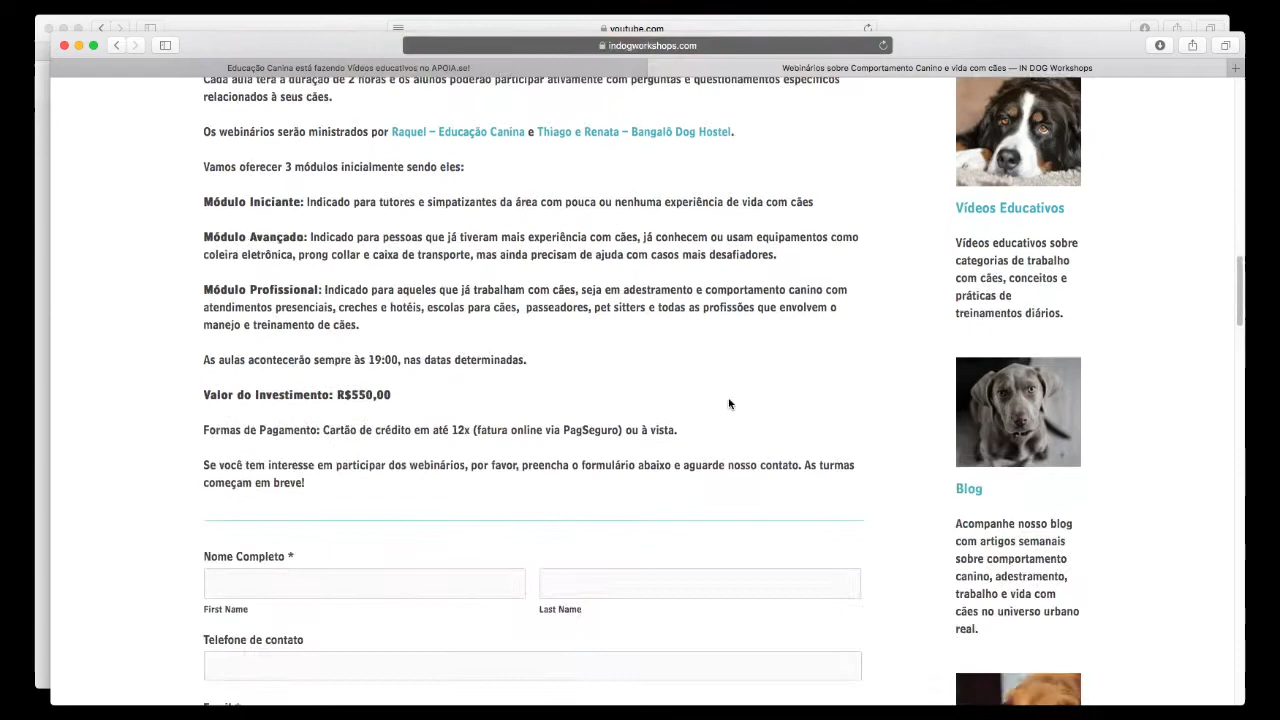 youtube.com
indogworkshops.com
Educação Canina está fazendo Vídeos educativos no APOIA.se!
Webinários sobre Comportamento Canino e vida com cães — IN DOG Workshops
Cada aula terá a duração de 2 horas e os alunos poderão participar ativamente com perguntas e questionamentos específicos
relacionados à seus cães.
Os webinários serão ministrados por Raquel – Educação Canina e Thiago e Renata – Bangalô Dog Hostel.
Vamos oferecer 3 módulos inicialmente sendo eles:
Módulo Iniciante: Indicado para tutores e simpatizantes da área com pouca ou nenhuma experiência de vida com cães
Módulo Avançado: Indicado para pessoas que já tiveram mais experiência com cães, já conhecem ou usam equipamentos como
coleira eletrônica, prong collar e caixa de transporte, mas ainda precisam de ajuda com casos mais desafiadores.
Módulo Profissional: Indicado para aqueles que já trabalham com cães, seja em adestramento e comportamento canino com
atendimentos presenciais, creches e hotéis, escolas para cães, passeadores, pet sitters e todas as profissões que envolvem o
manejo e treinamento de cães.
As aulas acontecerão sempre às 19:00, nas datas determinadas.
Valor do Investimento: R$550,00
Formas de Pagamento: Cartão de crédito em até 12x (fatura online via PagSeguro) ou à vista.
Se você tem interesse em participar dos webinários, por favor, preencha o formulário abaixo e aguarde nosso contato. As turmas
começam em breve!
Nome Completo *
First Name
Last Name
Telefone de contato
Vídeos Educativos
Vídeos educativos sobre
categorias de trabalho
com cães, conceitos e
práticas de
treinamentos diários.
Blog
Acompanhe nosso blog
com artigos semanais
sobre comportamento
canino, adestramento,
trabalho e vida com
cães no universo urbano
real.